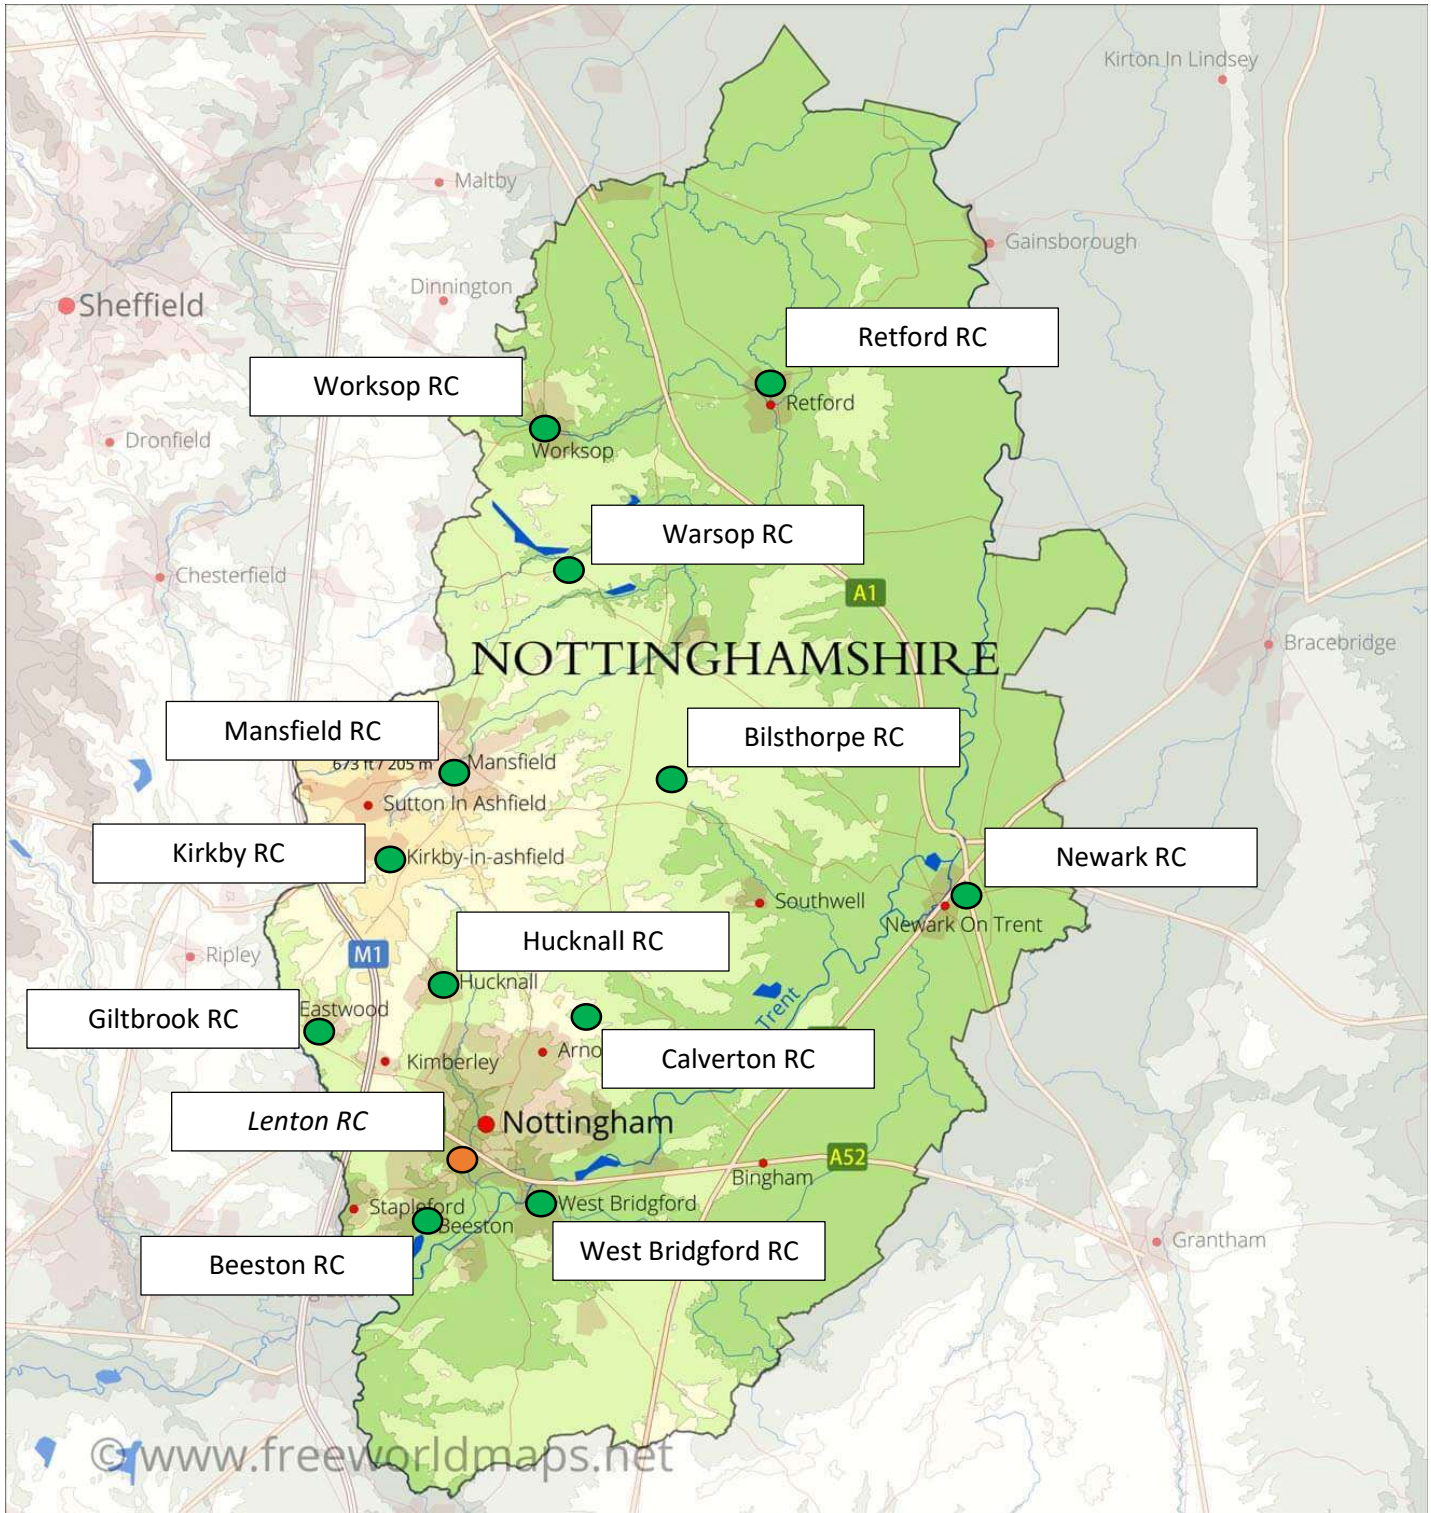 Kirton In Lindsey
Maltby
Gainsborough
Dinnington
Sheffield
Retford RC
Worksop RC
Retford
Dronfield
Worksop
Warsop RC
Chesterfield
A1
NOTTINGHAMSHIRE
Bracebridge
Mansfield RC
Bilsthorpe RC
673 ft / 205 m
Mansfield
Sutton In Ashfield
Kirkby RC
Kirkby-in-ashfield
Newark RC
Southwell
Newark On Trent
Hucknall RC
Ripley
M1
Hucknall
Trent
Giltbrook RC
Eastwood
Arno
Calverton RC
Kimberley
Lenton RC
Nottingham
A52
Bingham
Stapleford
West Bridgford
Beeston
Grantham
Beeston RC
West Bridgford RC
©www.freeworldmaps.net